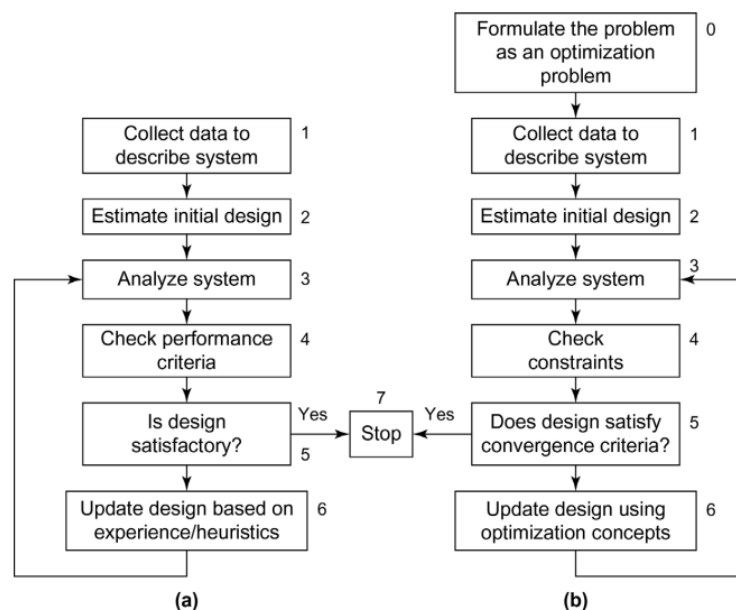 Formulate the problem
as an optimization
problem
0
Collect data to
describe system
1
Collect data to
describe system
1
Estimate initial design
2
Estimate initial design
2
Analyze system
3
Analyze system
3
Check performance
criteria
4
Check
constraints
4
Is design
satisfactory?
5
Yes
7
Stop
Yes
Does design satisfy
convergence criteria?
5
Update design based on
experience/heuristics
6
Update design using
optimization concepts
6
(a)
(b)